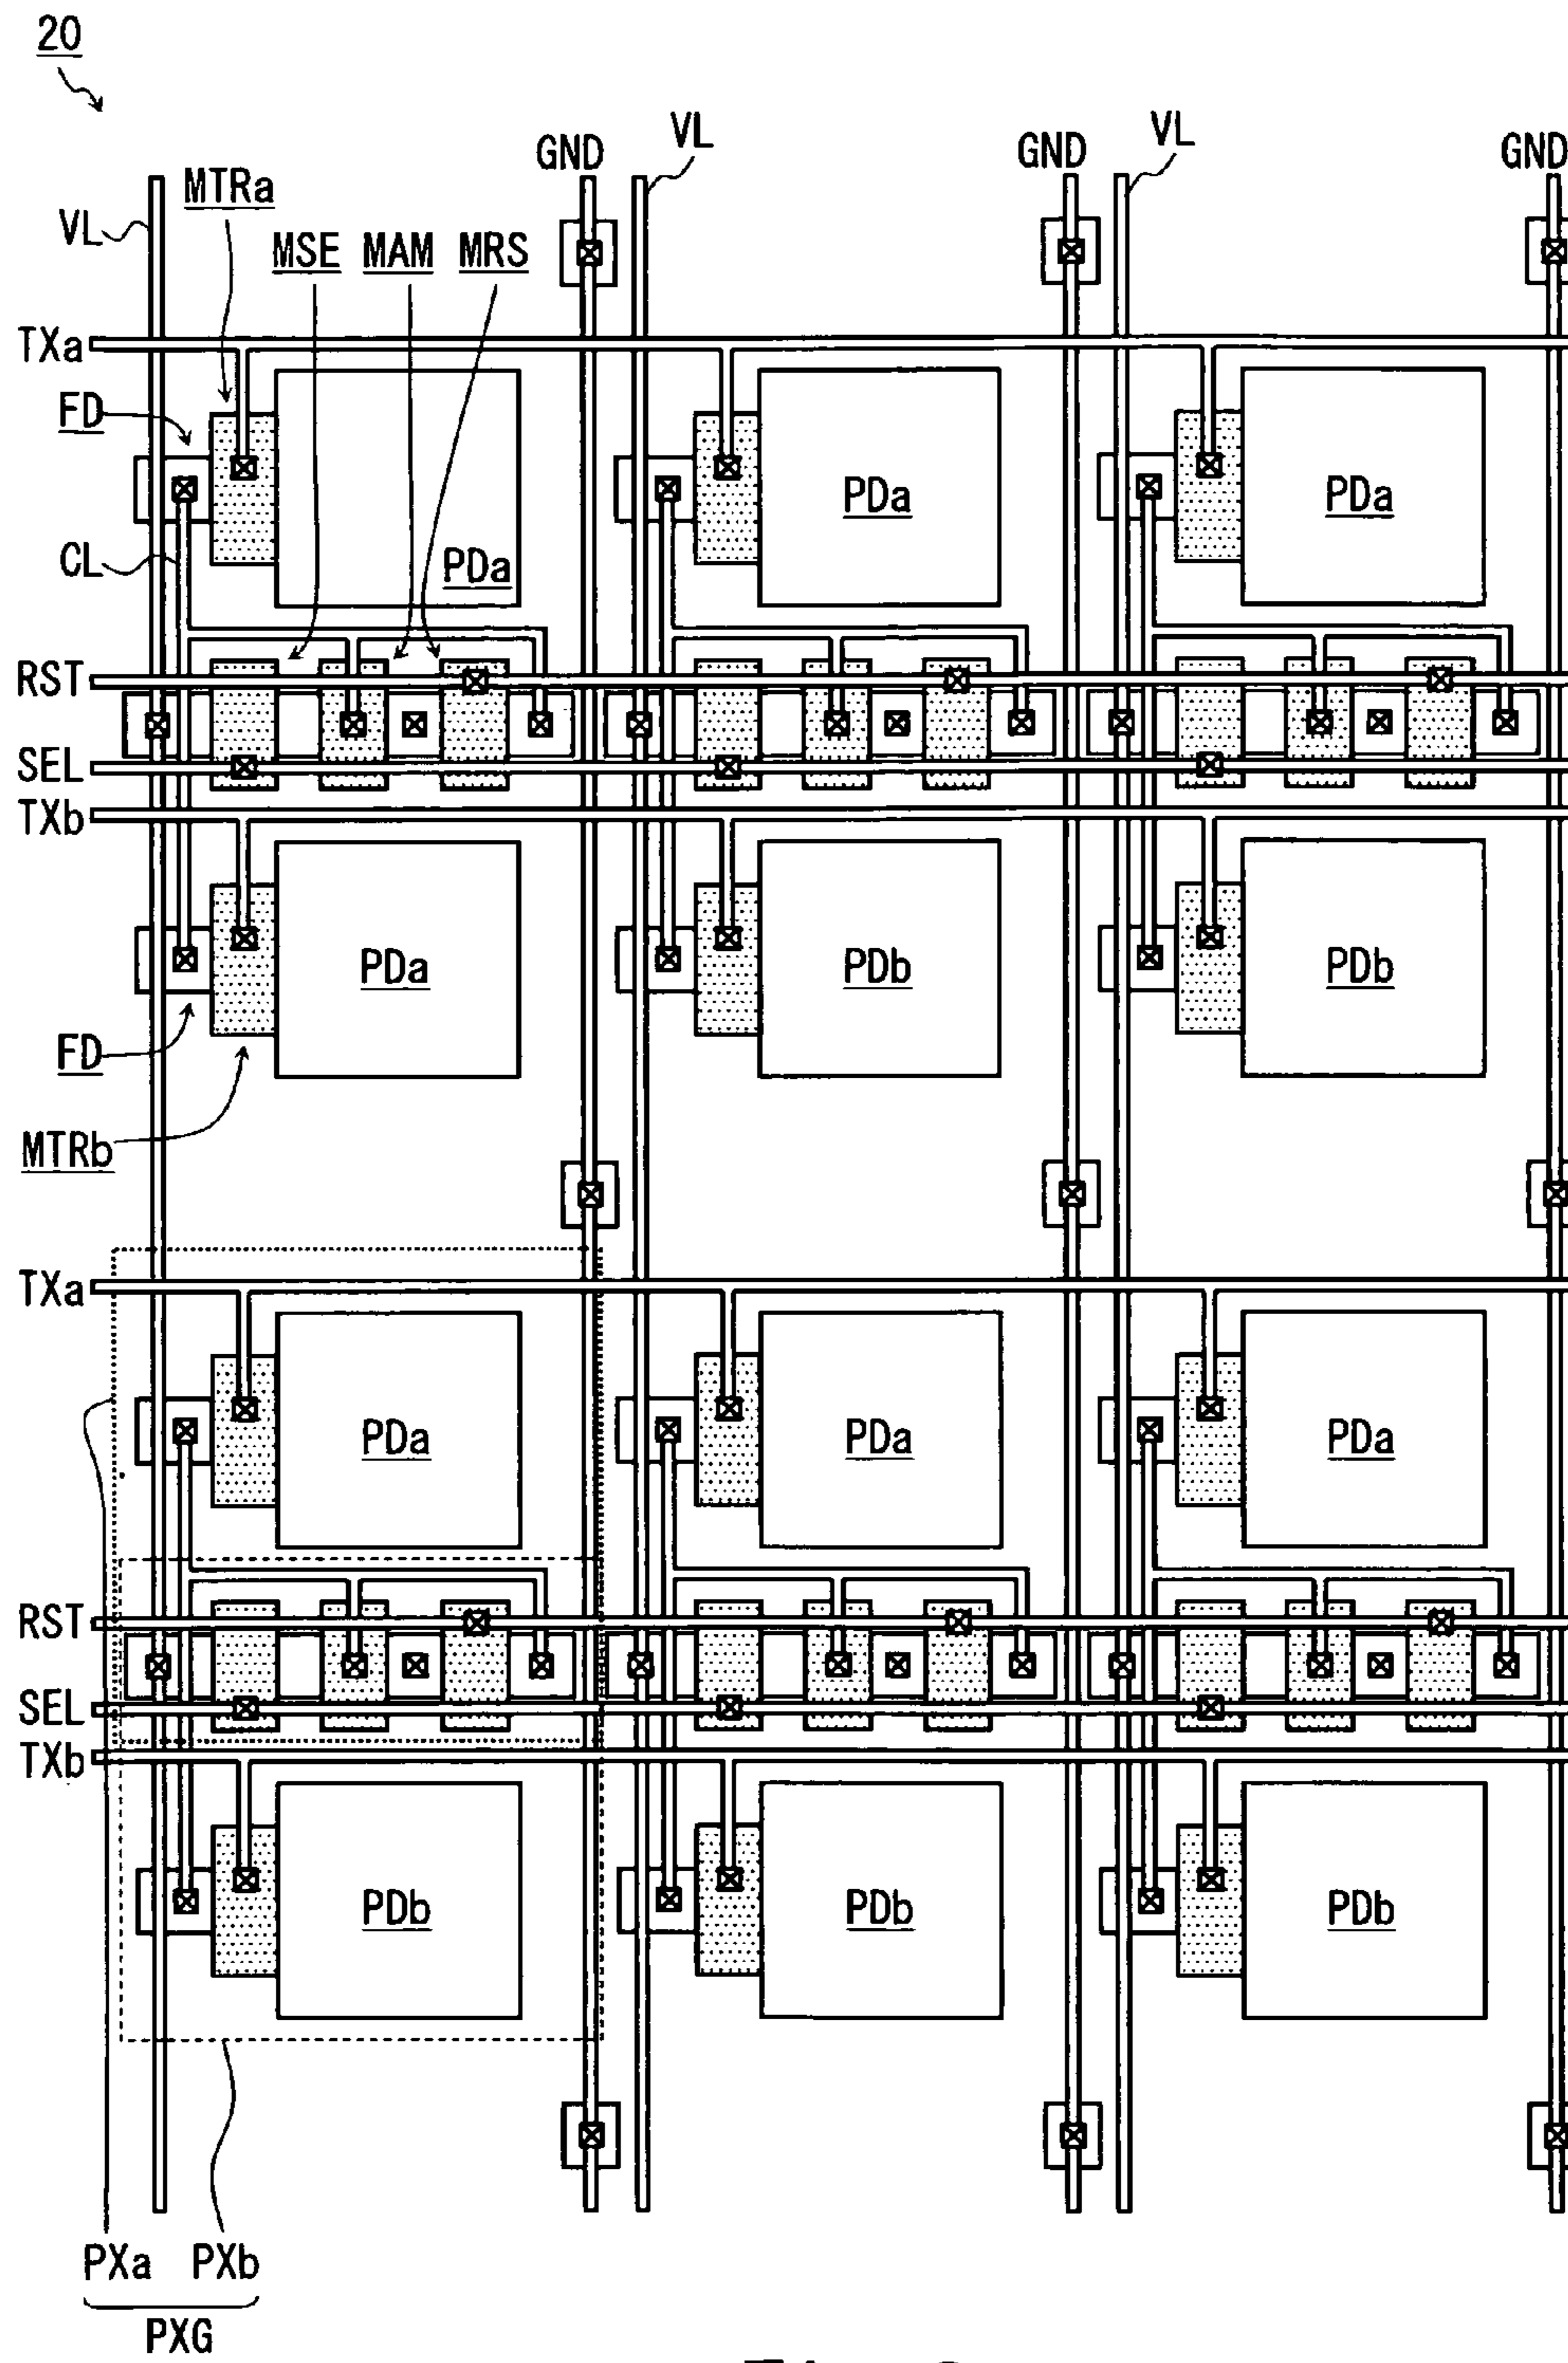 20
GND VL GND VL GND
MTRa
VL
MSE MAM MRS
TXa
FD
PDa PDa
CL
PDa
RST
SEL
TXb
PDa PDb PDb
FD
MTRb
TXa
PDa PDa PDa
RST
SEL
TXb
PDb PDb PDb
PXa PXb
PXG